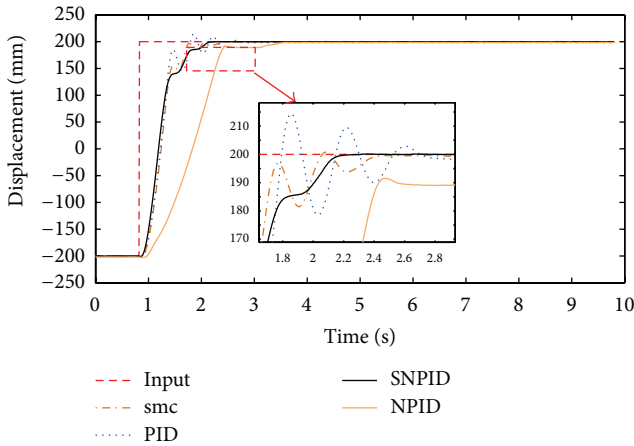 250
200
150
100
50
0
−50
−100
−150
−200
−250
Displacement (mm)
210
200
190
180
170
1.8 2 2.2 2.4 2.6 2.8
0 1 2 3 4 5 6 7 8 9 10
Time (s)
Input SNPID
smc NPID
PID